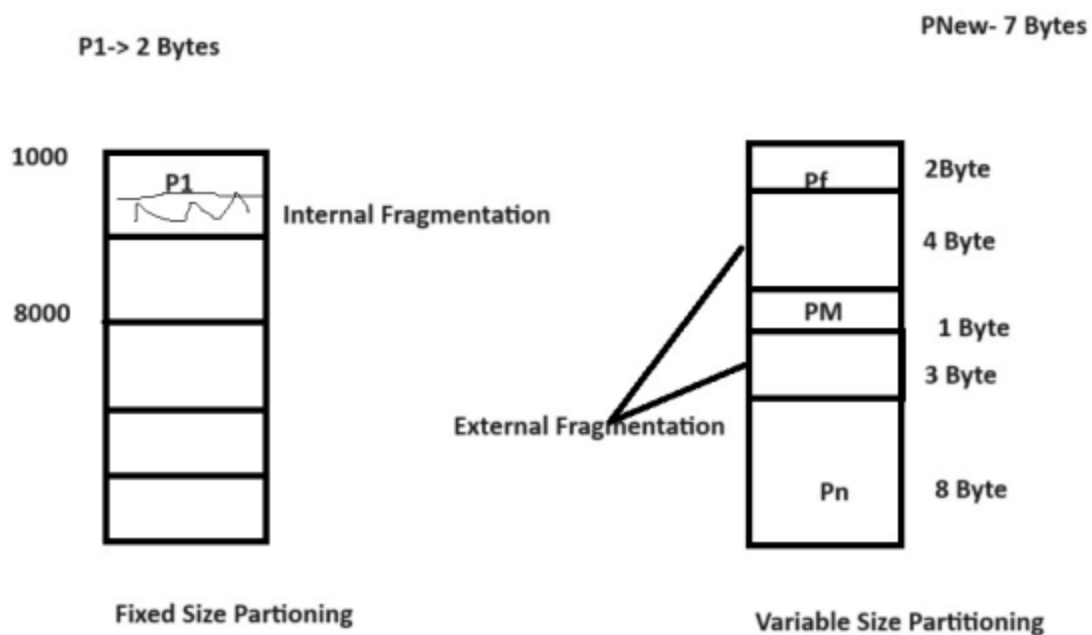 P1-> 2 Bytes
PNew- 7 Bytes
1000
P1
Internal Fragmentation
8000
Fixed Size Partioning
Pf
2Byte
4 Byte
PM
1 Byte
3 Byte
External Fragmentation
Pn
8 Byte
Variable Size Partitioning